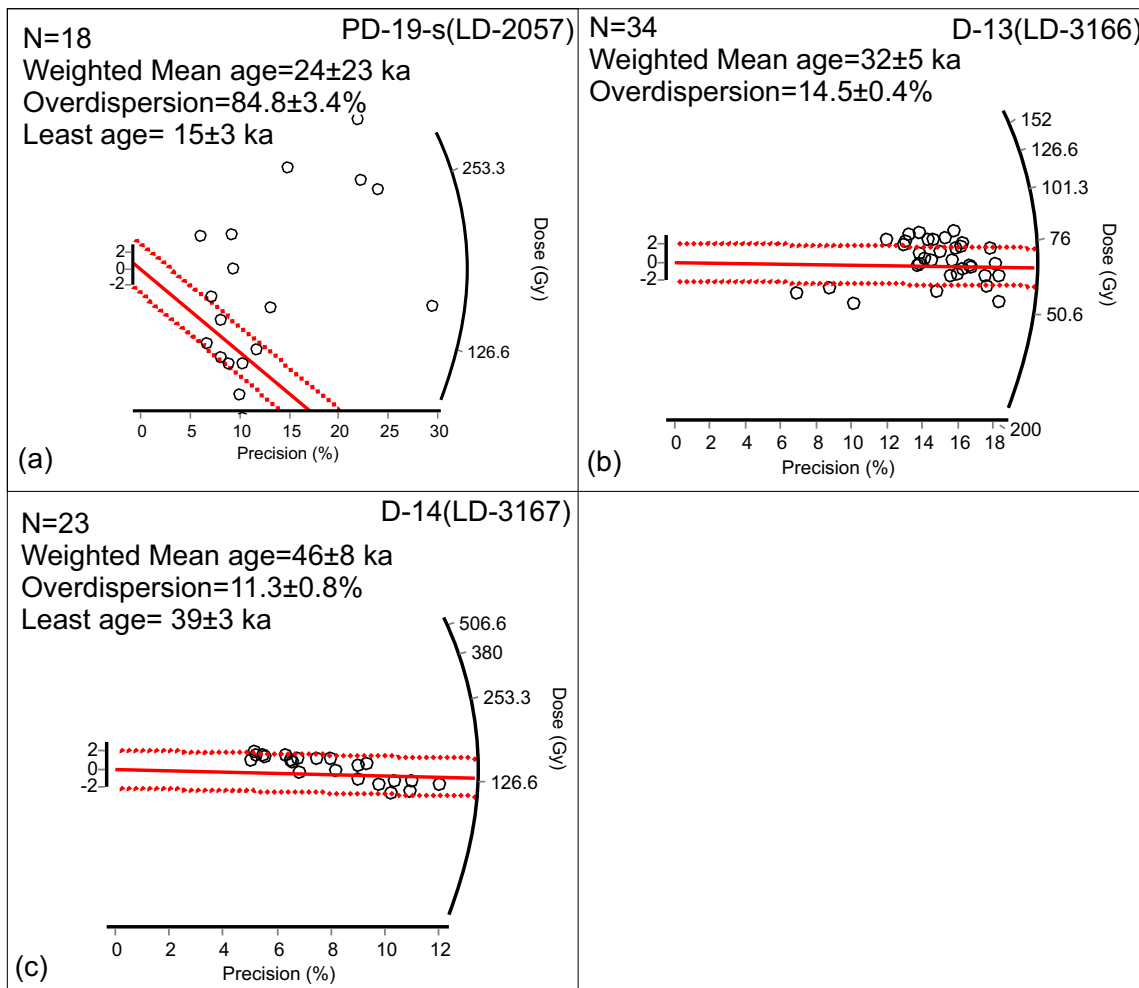 N=18
PD-19-s(LD-2057)
Weighted Mean age=24±23 ka
Overdispersion=84.8±3.4%
Least age= 15±3 ka
253.3
126.6
Dose (Gy)
2
0
-2
0 5 10 15 20 25 30
Precision (%)
(a)
N=34
D-13(LD-3166)
Weighted Mean age=32±5 ka
Overdispersion=14.5±0.4%
152
126.6
101.3
76
50.6
200
Dose (Gy)
2
0
-2
0 2 4 6 8 10 12 14 16 18
Precision (%)
(b)
N=23
D-14(LD-3167)
Weighted Mean age=46±8 ka
Overdispersion=11.3±0.8%
Least age= 39±3 ka
506.6
380
253.3
126.6
Dose (Gy)
2
0
-2
0 2 4 6 8 10 12
Precision (%)
(c)